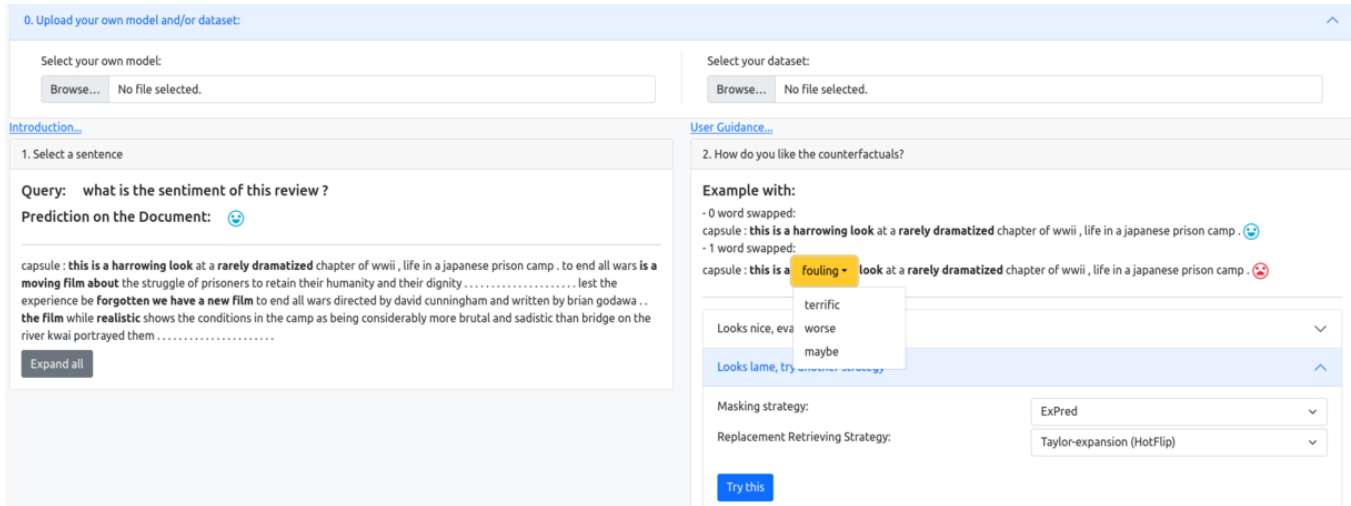 0. Upload your own model and/or dataset:
Select your own model:
Browse... No file selected.
Select your dataset:
Browse... No file selected.
Introduction...
1. Select a sentence
Query: what is the sentiment of this review ?
Prediction on the Document:
capsule : this is a harrowing look at a rarely dramatized chapter of wwii , life in a japanese prison camp . to end all wars is a
moving film about the struggle of prisoners to retain their humanity and their dignity . . . . . . . . . . . . . . . . . . . . . lest the
experience be forgotten we have a new film to end all wars directed by david cunningham and written by brian godawa . .
the film while realistic shows the conditions in the camp as being considerably more brutal and sadistic than bridge on the
river kwai portrayed them . . . . . . . . . . . . . . . . . . . . . .
Expand all
User Guidance...
2. How do you like the counterfactuals?
Example with:
- 0 word swapped:
capsule : this is a harrowing look at a rarely dramatized chapter of wwii , life in a japanese prison camp .
- 1 word swapped:
capsule : this is a fouling look at a rarely dramatized chapter of wwii , life in a japanese prison camp .
terrific
worse
maybe
Looks nice, eva
Looks lame, try another strategy
Masking strategy:
ExPred
Replacement Retrieving Strategy:
Taylor-expansion (HotFlip)
Try this